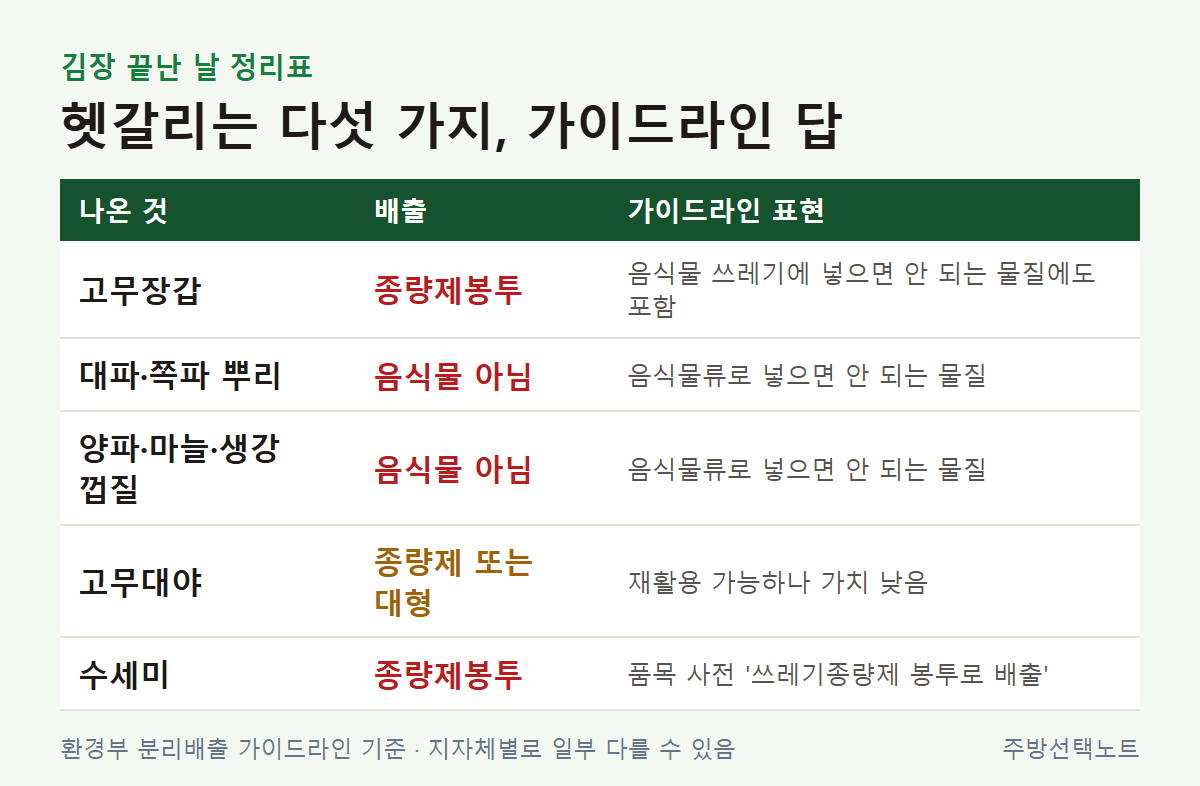 김장 끝난 날 정리표
헷갈리는 다섯 가지, 가이드라인 답
나온 것 배출 가이드라인 표현
고무장갑 종량제봉투 음식물 쓰레기에 넣으면 안 되는 물질에도
포함
대파·쪽파 뿌리 음식물 아님 음식물류로 넣으면 안 되는 물질
양파·마늘·생강
껍질 음식물 아님 음식물류로 넣으면 안 되는 물질
고무대야 종량제 또는
대형 재활용 가능하나 가치 낮음
수세미 종량제봉투 품목 사전 '쓰레기종량제 봉투로 배출'
환경부 분리배출 가이드라인 기준 · 지자체별로 일부 다를 수 있음 주방선택노트